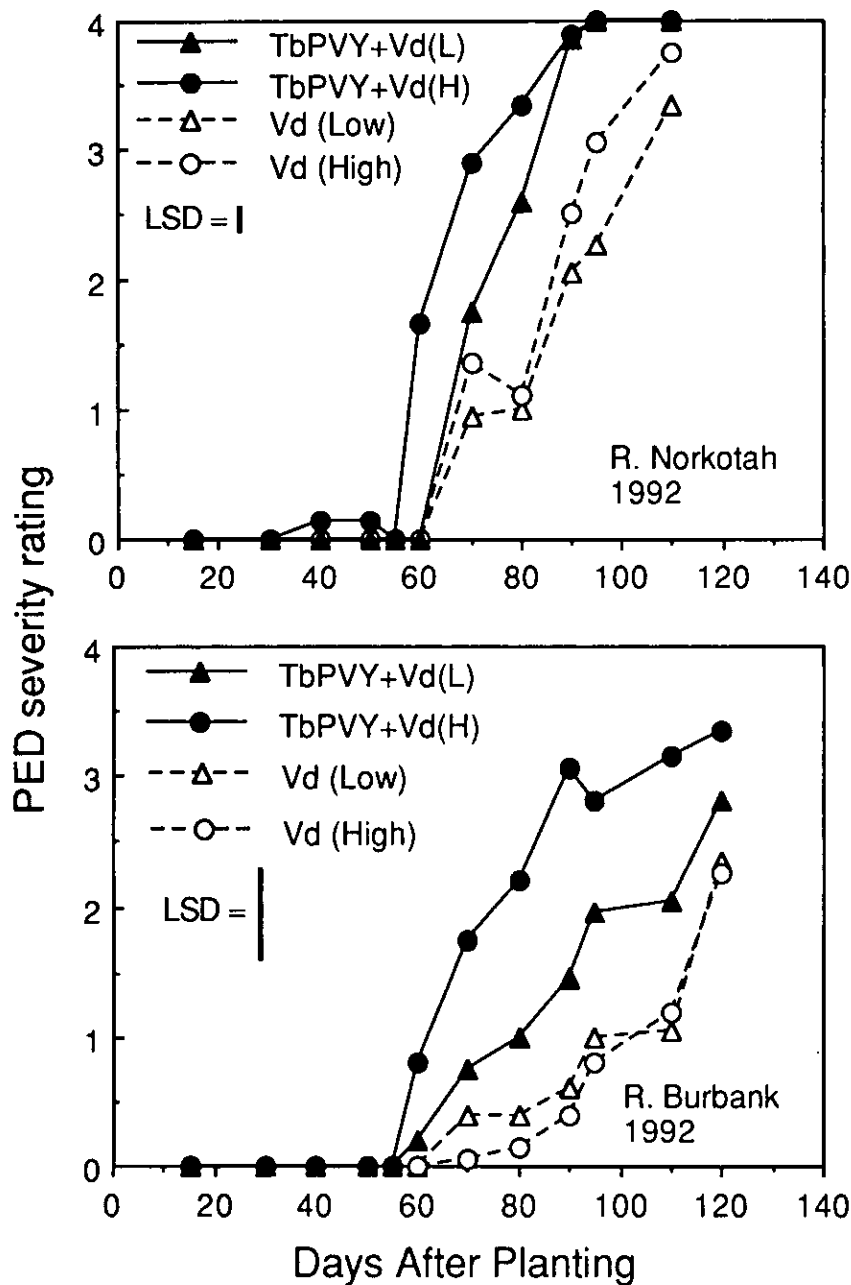 4
3
2
1
0
TbPVY+Vd(L)
TbPVY+Vd(H)
Vd (Low)
Vd (High)
LSD =
R. Norkotah
1992
0 20 40 60 80 100 120 140
PED severity rating
4
3
2
1
0
TbPVY+Vd(L)
TbPVY+Vd(H)
Vd (Low)
Vd (High)
LSD =
R. Burbank
1992
0 20 40 60 80 100 120 140
Days After Planting